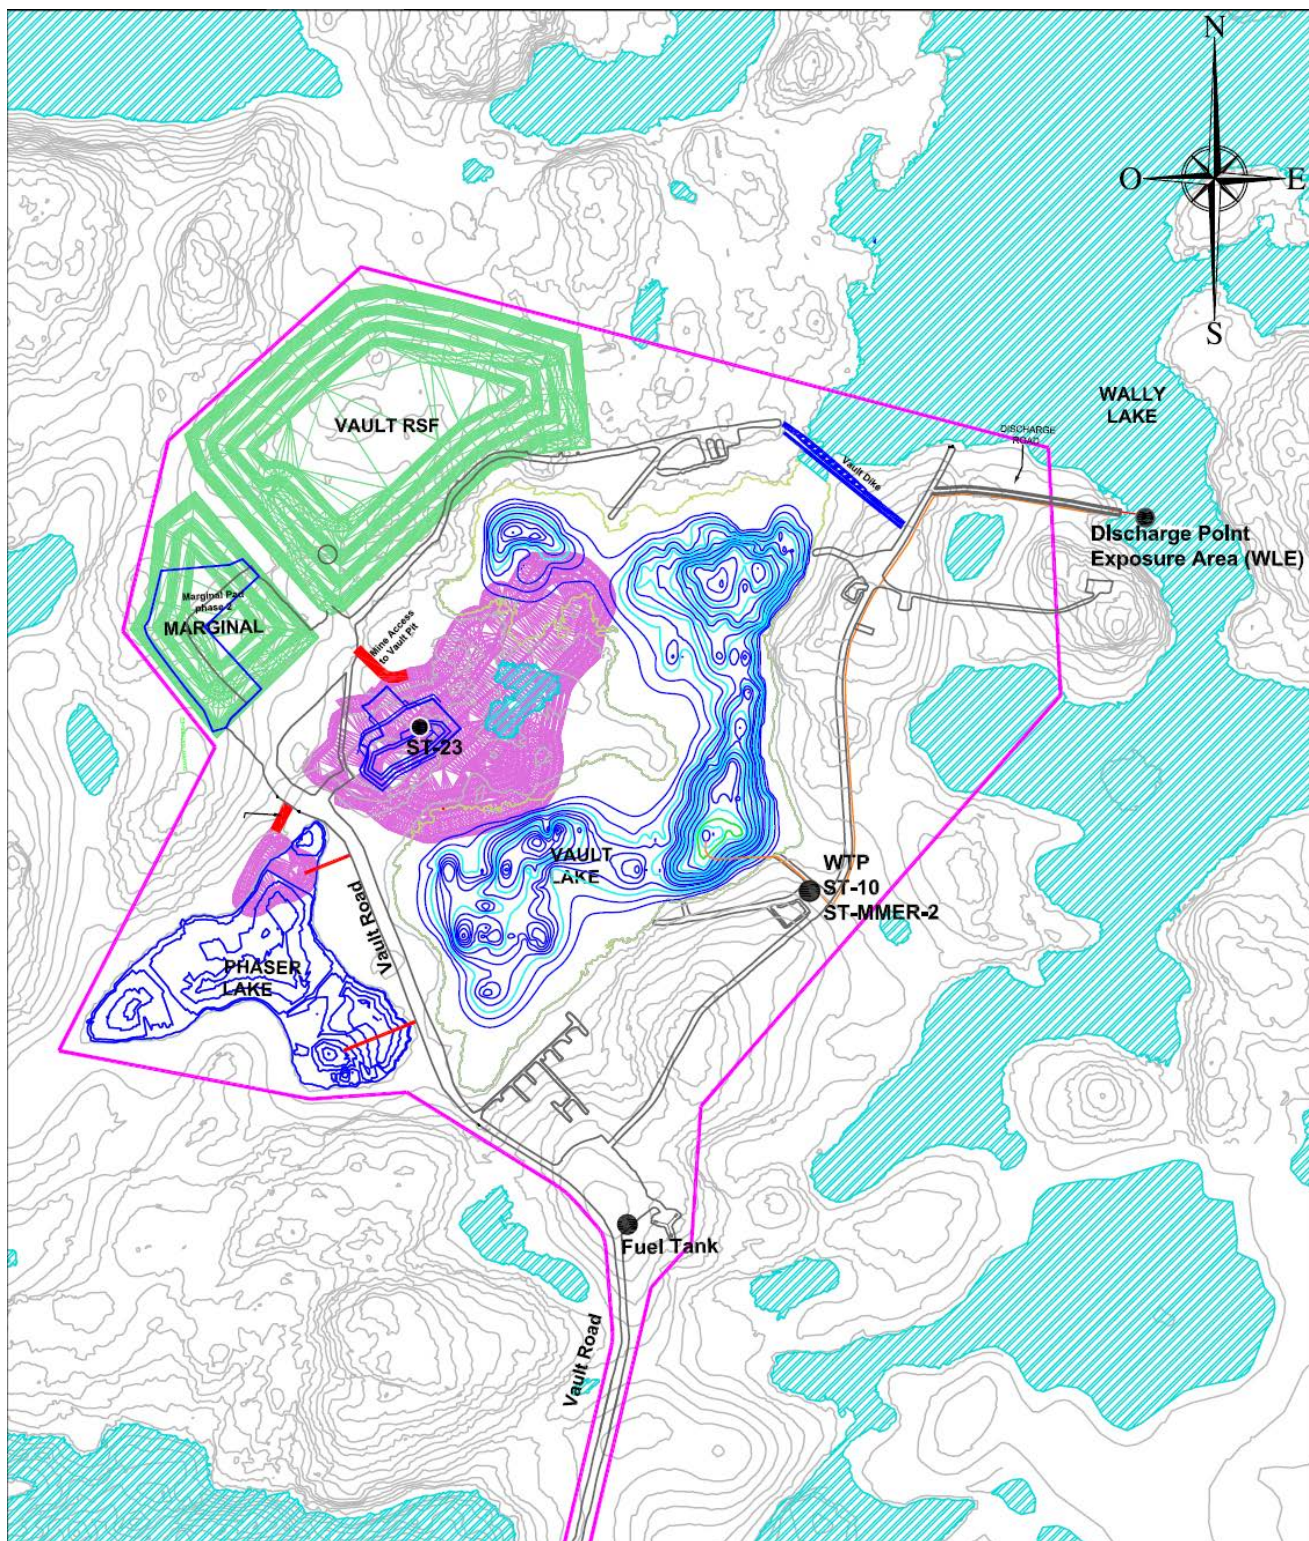 N
O
E
S
WALLY
LAKE
DISCHARGE
ROAD
VAULT RSF
Vault Dike
Discharge Point
Exposure Area (WLE)
Marginal Pad
phase 2
MARGINAL
Mine Access
to Vault Pit
ST-23
VAULT
LAKE
WTP
ST-10
ST-MMER-2
Vault Road
PHASER
LAKE
Fuel Tank
Vault Road